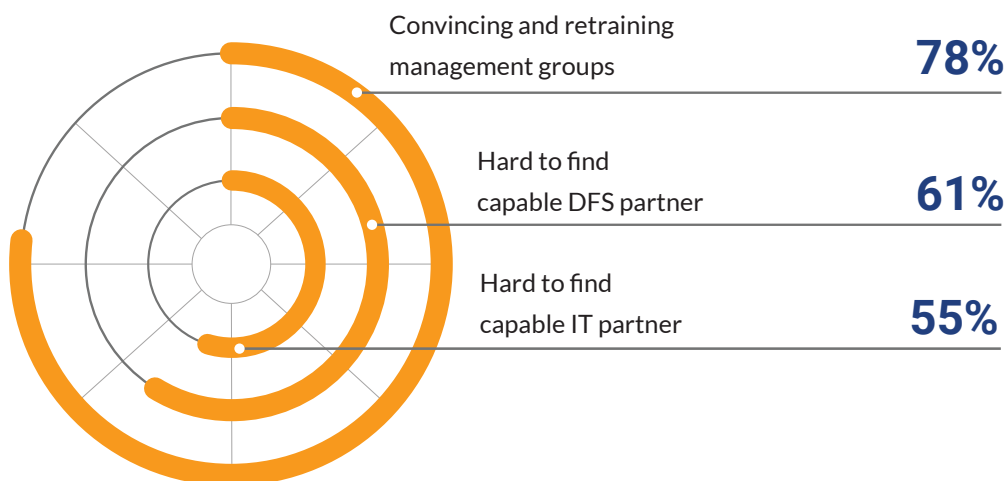 Convincing and retraining
management groups
78%
Hard to find
capable DFS partner
61%
Hard to find
capable IT partner
55%